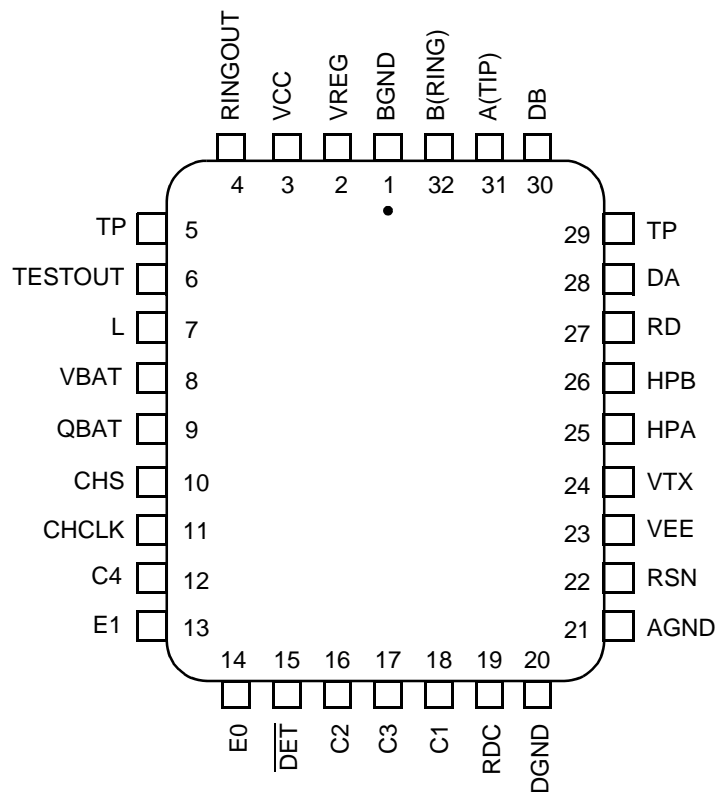 RINGOUT
VCC
VREG
BGND
B(RING)
A(TIP)
DB
4 3 2 1 32 31 30
TP 5 29 TP
TESTOUT 6 28 DA
L 7 27 RD
VBAT 8 26 HPB
QBAT 9 25 HPA
CHS 10 24 VTX
CHCLK 11 23 VEE
C4 12 22 RSN
E1 13 21 AGND
14 15 16 17 18 19 20
E0
DET
C2
C3
C1
RDC
DGND